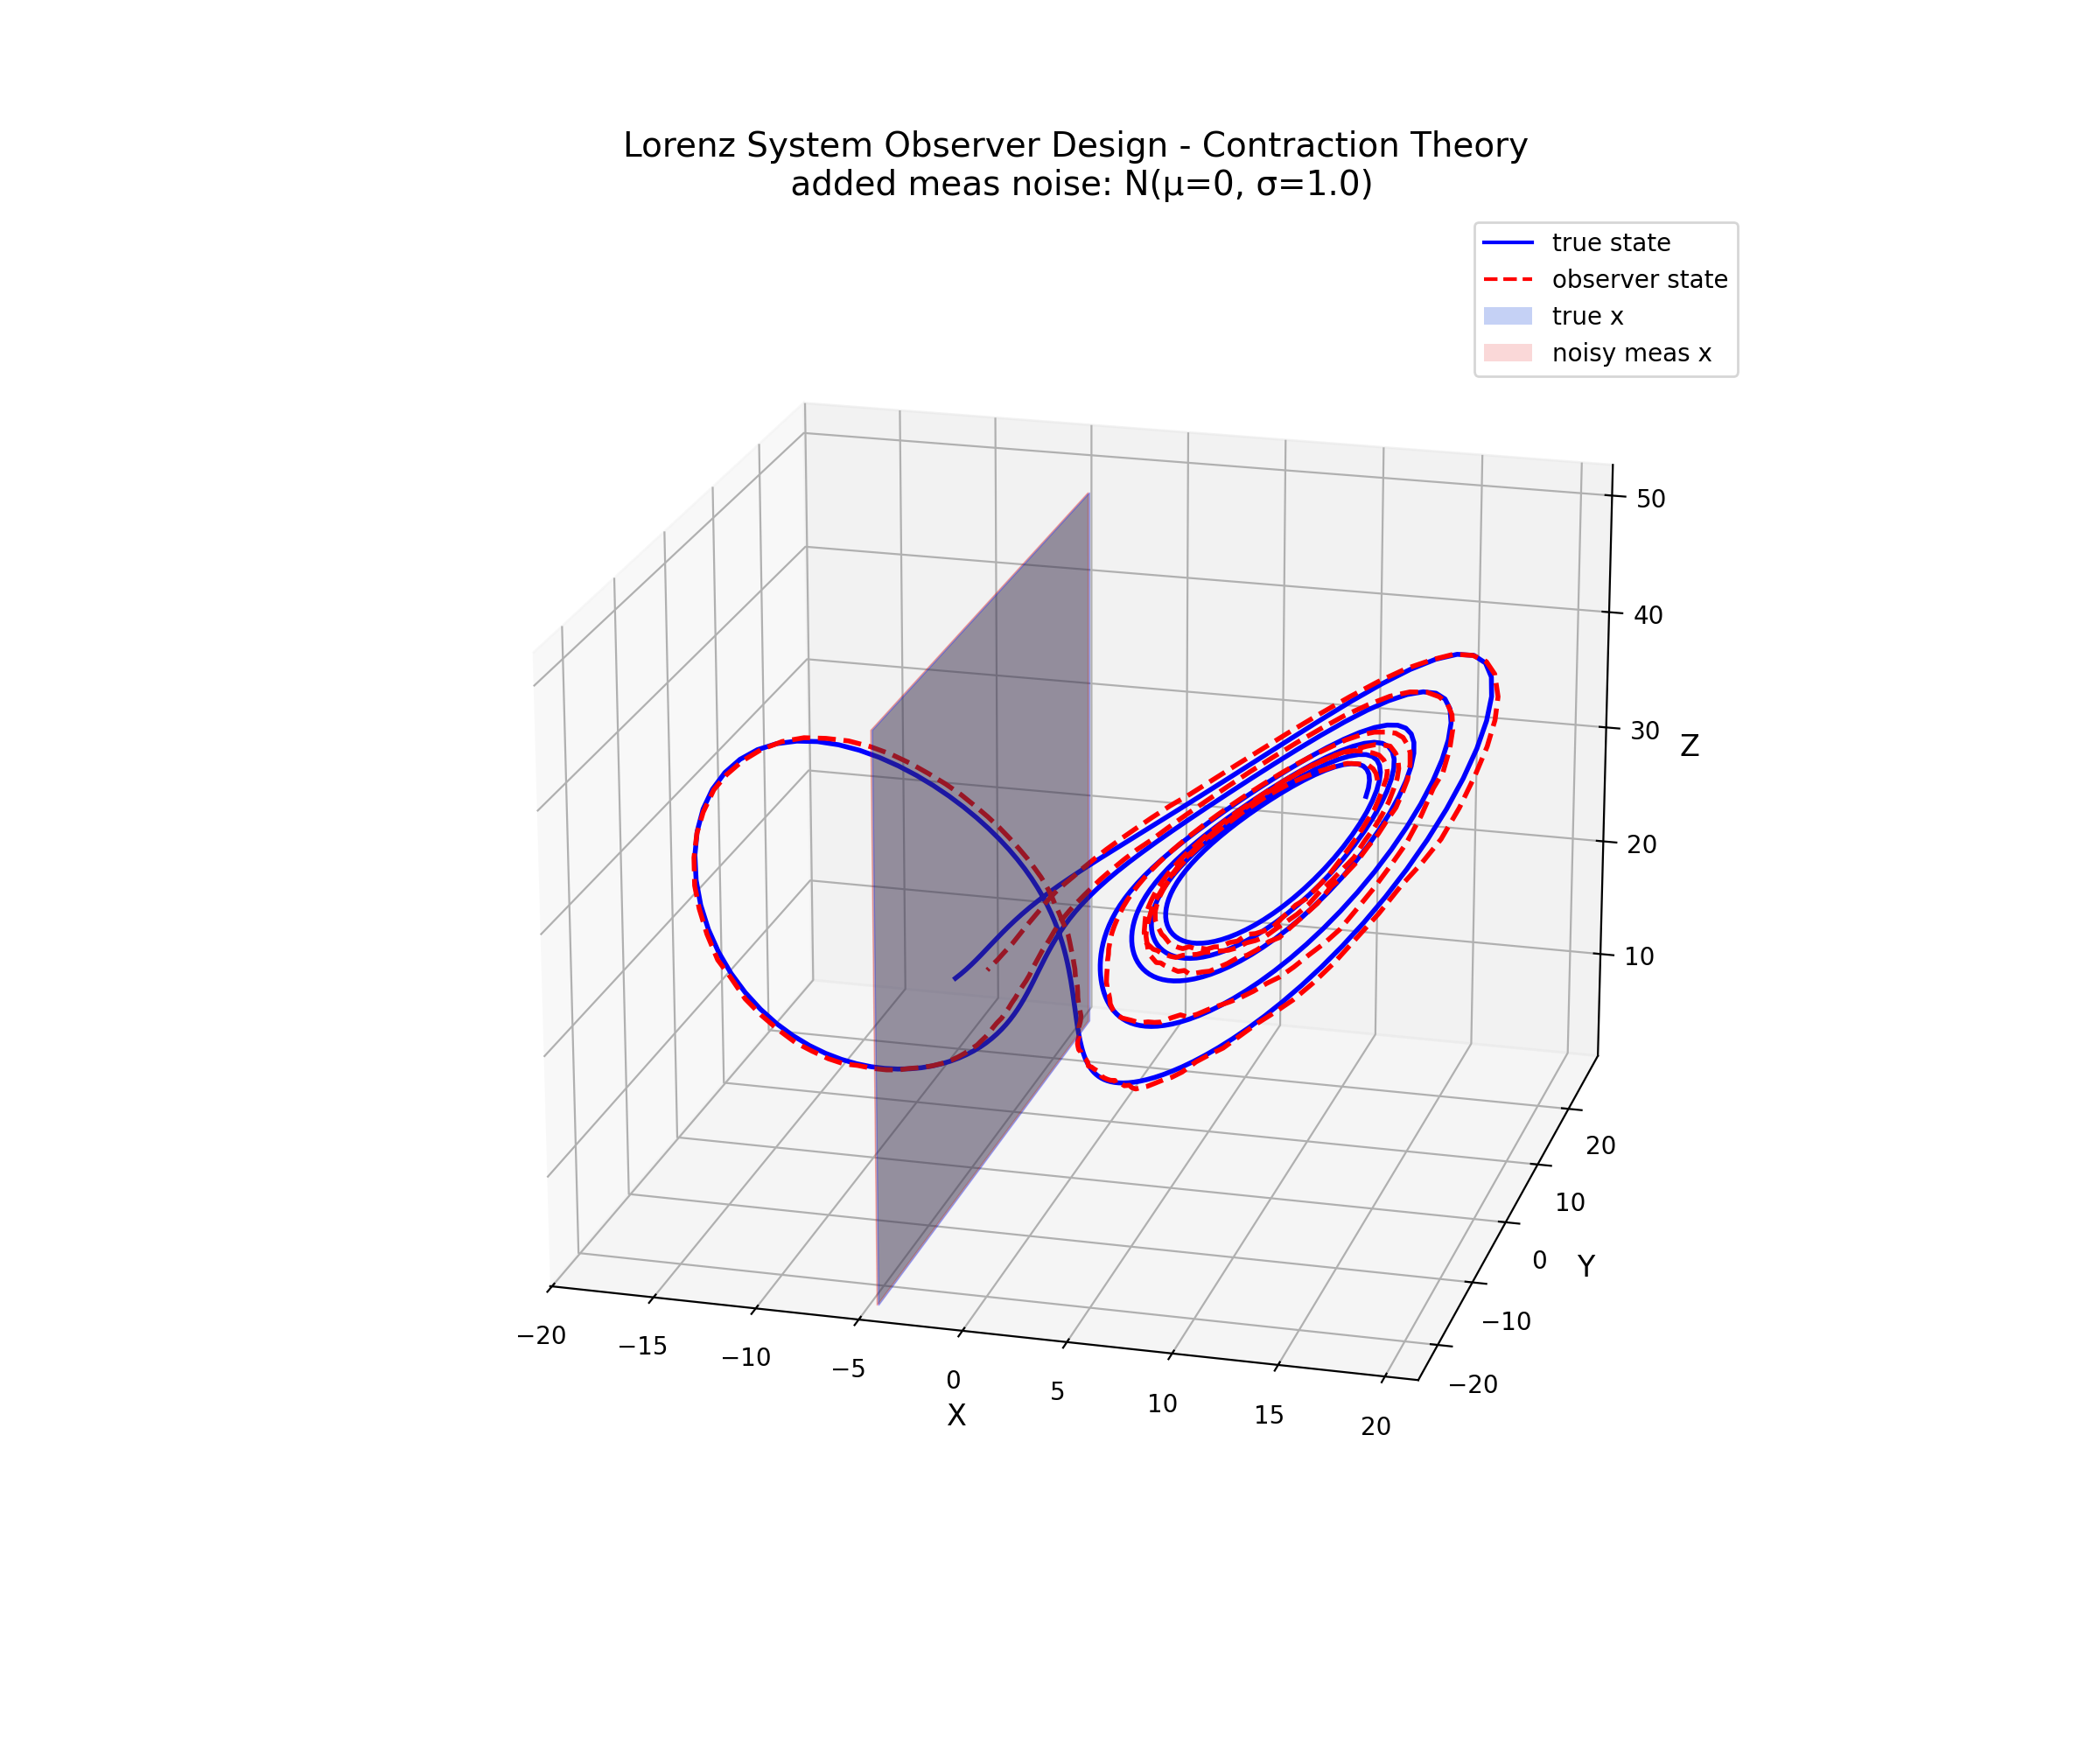 Lorenz System Observer Design - Contraction Theory
added meas noise: N(μ=0, σ=1.0)
true state
observer state
true x
noisy meas x
50
40
30
Z
20
10
20
10
0
Y
−10
−20
−20
−15
−10
−5
0
5
10
15
20
X